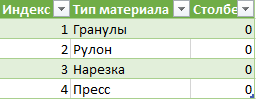 Индекс Тип материала Столбе
1 Гранулы 0
2 Рулон 0
3 Нарезка 0
4 Пресс 0